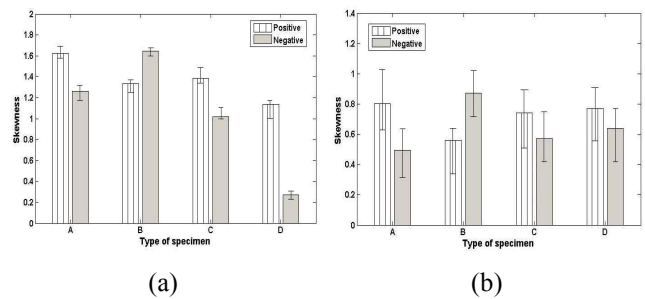 2
1.8
1.6
1.4
1.2
1
0.8
0.6
0.4
0.2
0
Skewness
Positive
Negative
A B C D
Type of specimen
(a)
1.4
1.2
1
0.8
0.6
0.4
0.2
0
Skewness
Positive
Negative
A B C D
Type of specimen
(b)